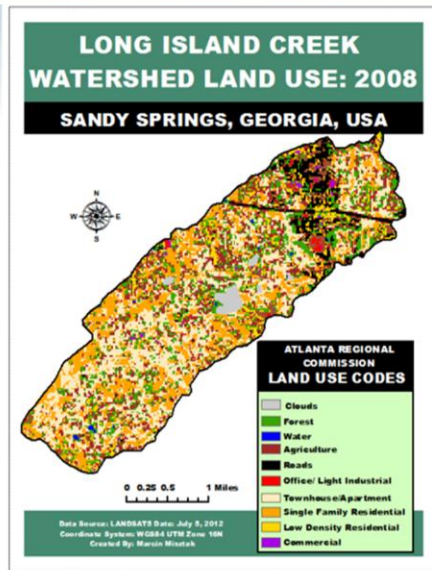 LONG ISLAND CREEK
WATERSHED LAND USE: 2008
SANDY SPRINGS, GEORGIA, USA
N
W
E
S
0 0.25 0.5 1 Miles
ATLANTA REGIONAL
COMMISSION
LAND USE CODES
Clouds
Forest
Water
Agriculture
Roads
Office/ Light Industrial
Townhouse/Apartment
Single Family Residential
Low Density Residential
Commercial
Data Source: LANDSAT5 Date: July 5, 2012
Coordinate System: WGS84 UTM Zone 16N
Created By: Marcin Misztak